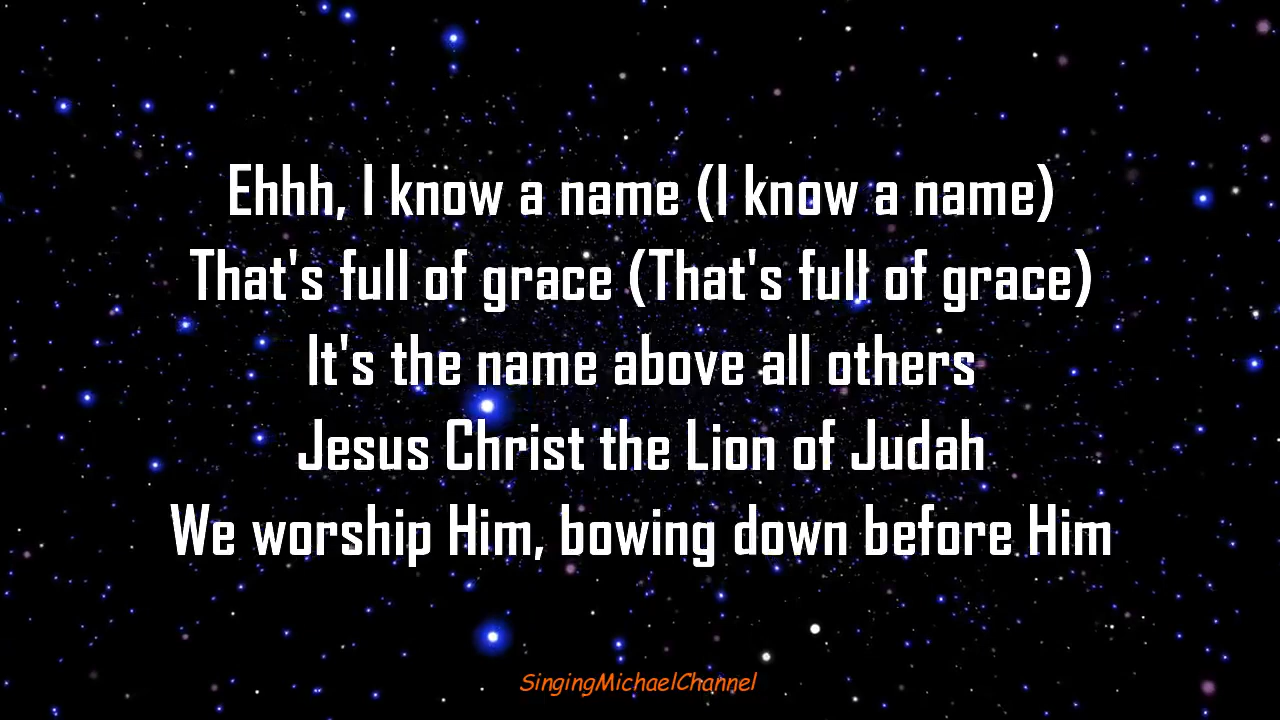 Ehhh, I know a name (I know a name)
That's full of grace (That's full of grace)
It's the name above all others
Jesus Christ the Lion of Judah
We worship Him, bowing down before Him
SingingMichaelChannel